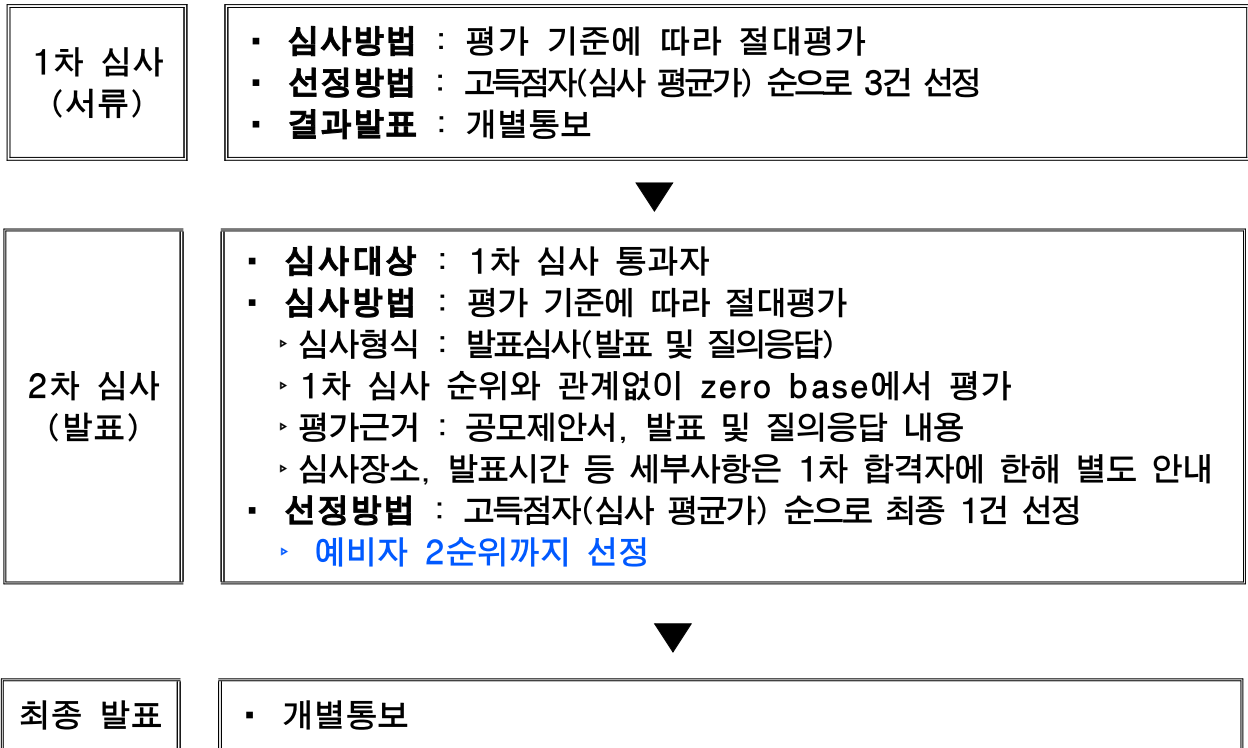 1차 심사
(서류)
▪ 심사방법 : 평가 기준에 따라 절대평가
▪ 선정방법 : 고득점자(심사 평균가) 순으로 3건 선정
▪ 결과발표 : 개별통보
▼
2차 심사
(발표)
▪ 심사대상 : 1차 심사 통과자
▪ 심사방법 : 평가 기준에 따라 절대평가
▹심사형식 : 발표심사(발표 및 질의응답)
▹1차 심사 순위와 관계없이 zero base에서 평가
▹평가근거 : 공모제안서, 발표 및 질의응답 내용
▹심사장소, 발표시간 등 세부사항은 1차 합격자에 한해 별도 안내
▪ 선정방법 : 고득점자(심사 평균가) 순으로 최종 1건 선정
▹ 예비자 2순위까지 선정
▼
최종 발표
▪ 개별통보